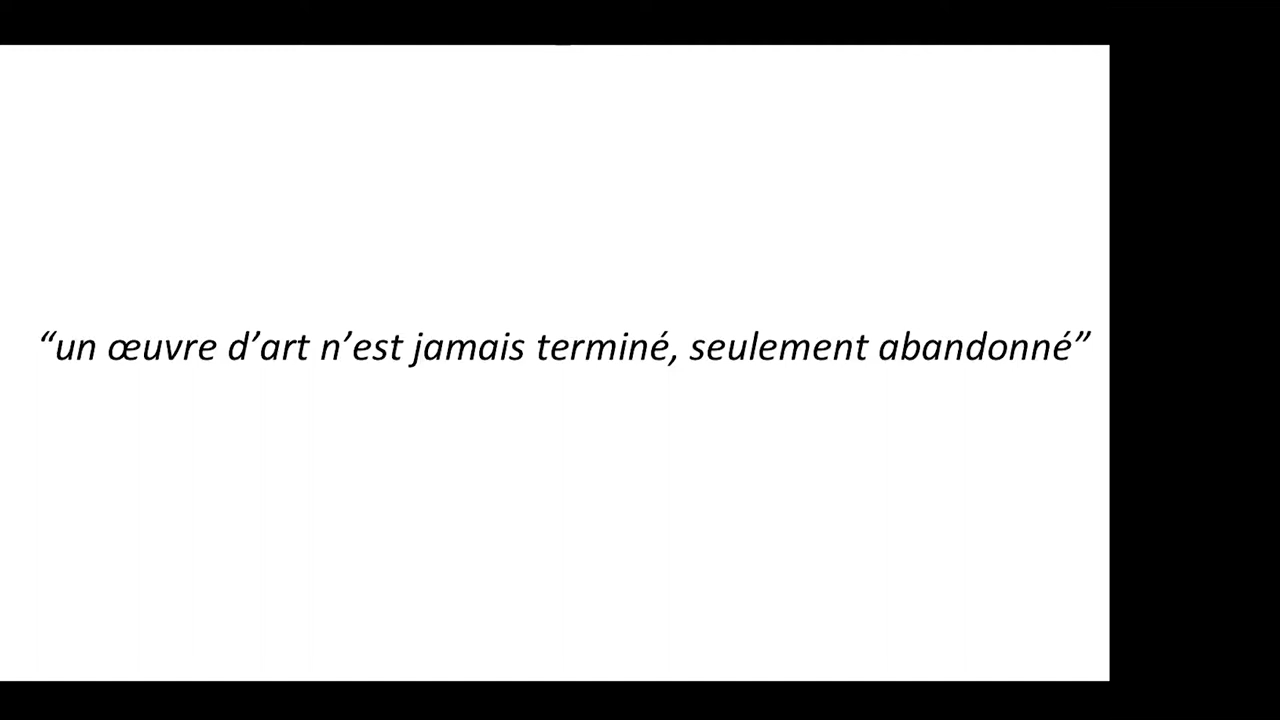 “un œuvre d’art n’est jamais terminé, seulement abandonné”